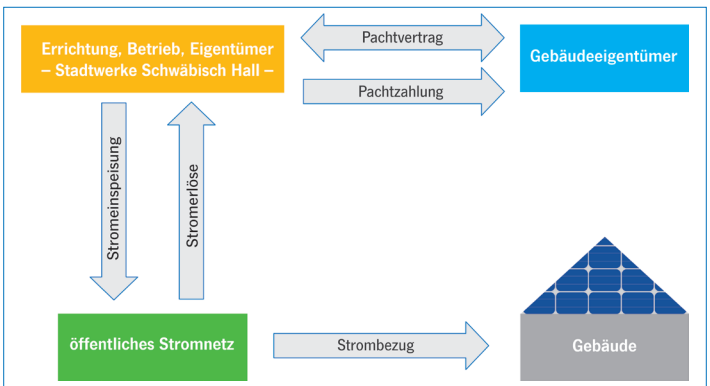 Errichtung, Betrieb, Eigentümer
– Stadtwerke Schwäbisch Hall –
Pachtvertrag
Gebäudeeigentümer
Pachtzahlung
Stromeinspeisung
Stromerlöse
öffentliches Stromnetz
Strombezug
Gebäude